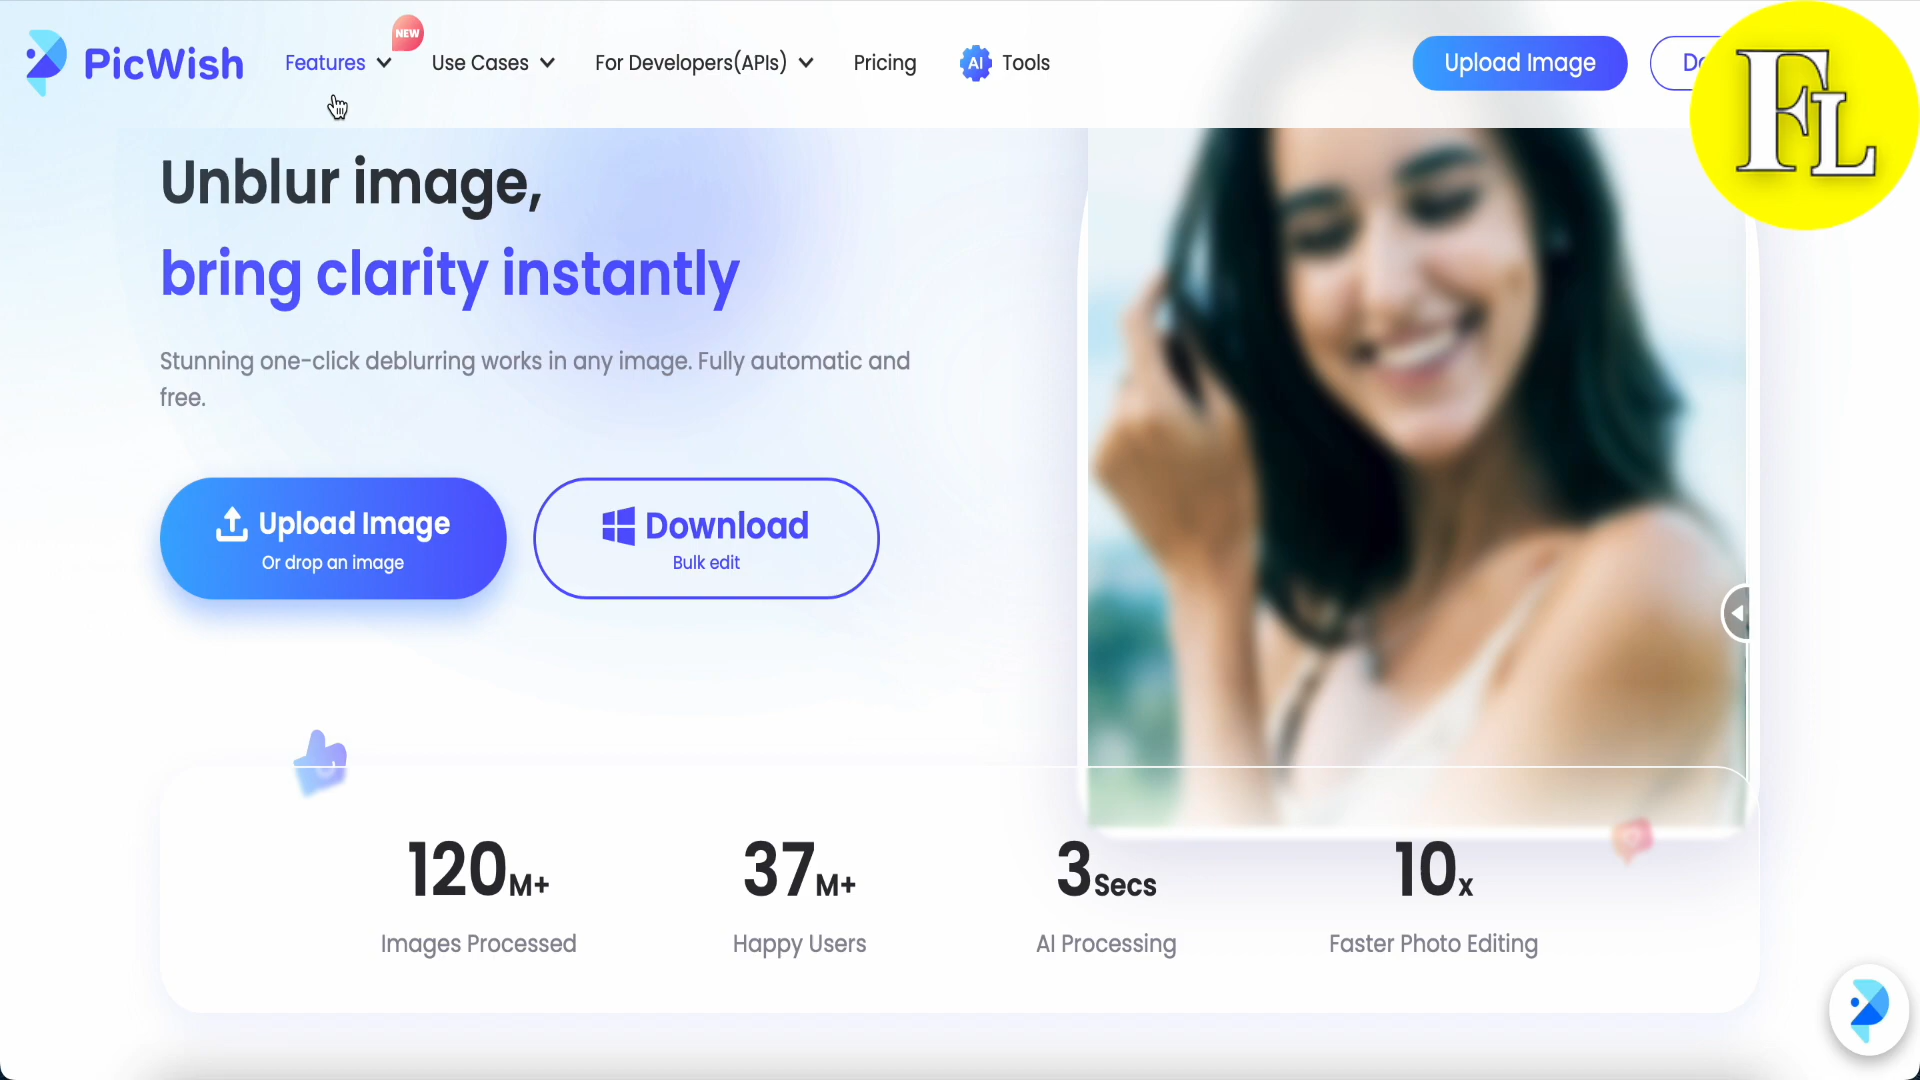 PicWish
Features
NEW
Use Cases
For Developers(APIs)
Pricing
AI
Tools
Upload Image
FL
Unblur image,
bring clarity instantly
Stunning one-click deblurring works in any image. Fully automatic and
free.
Upload Image
Or drop an image
Download
Bulk edit
120M+
37M+
3Secs
10x
Images Processed
Happy Users
AI Processing
Faster Photo Editing